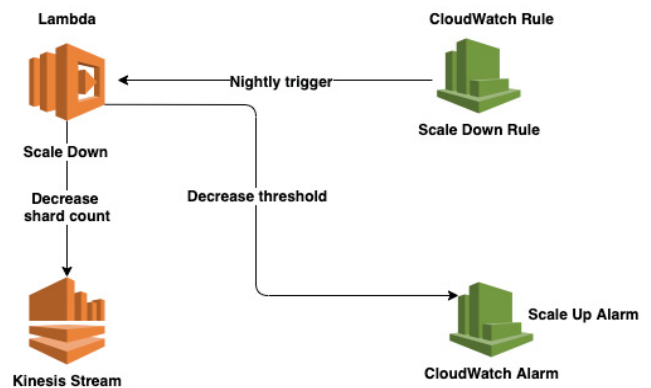 Lambda
CloudWatch Rule
Nightly trigger
Scale Down Rule
Scale Down
Decrease
shard count
Decrease threshold
Scale Up Alarm
CloudWatch Alarm
Kinesis Stream